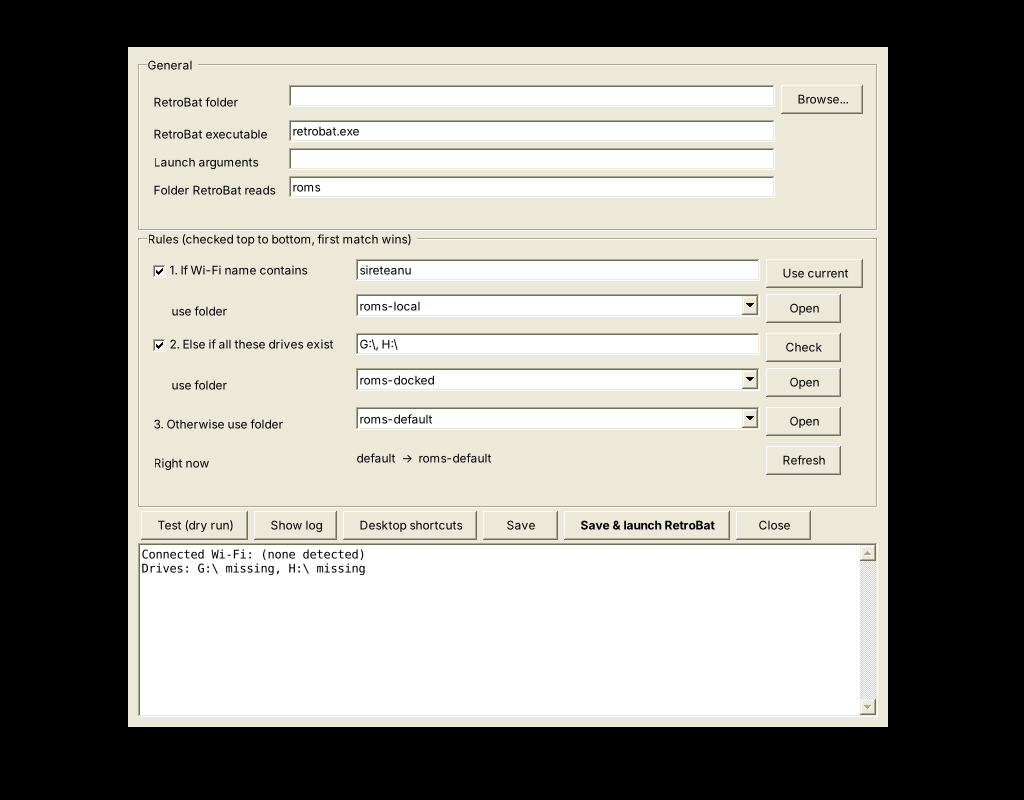 General
RetroBat folder Browse...
RetroBat executable retrobat.exe
Launch arguments
Folder RetroBat reads roms
Rules (checked top to bottom, first match wins)
1. If Wi-Fi name contains sireteanu Use current
use folder roms-local Open
2. Else if all these drives exist G:\, H:\ Check
use folder roms-docked Open
3. Otherwise use folder roms-default Open
Right now default → roms-default Refresh
Test (dry run) Show log Desktop shortcuts Save Save & launch RetroBat Close
Connected Wi-Fi: (none detected)
Drives: G:\ missing, H:\ missing